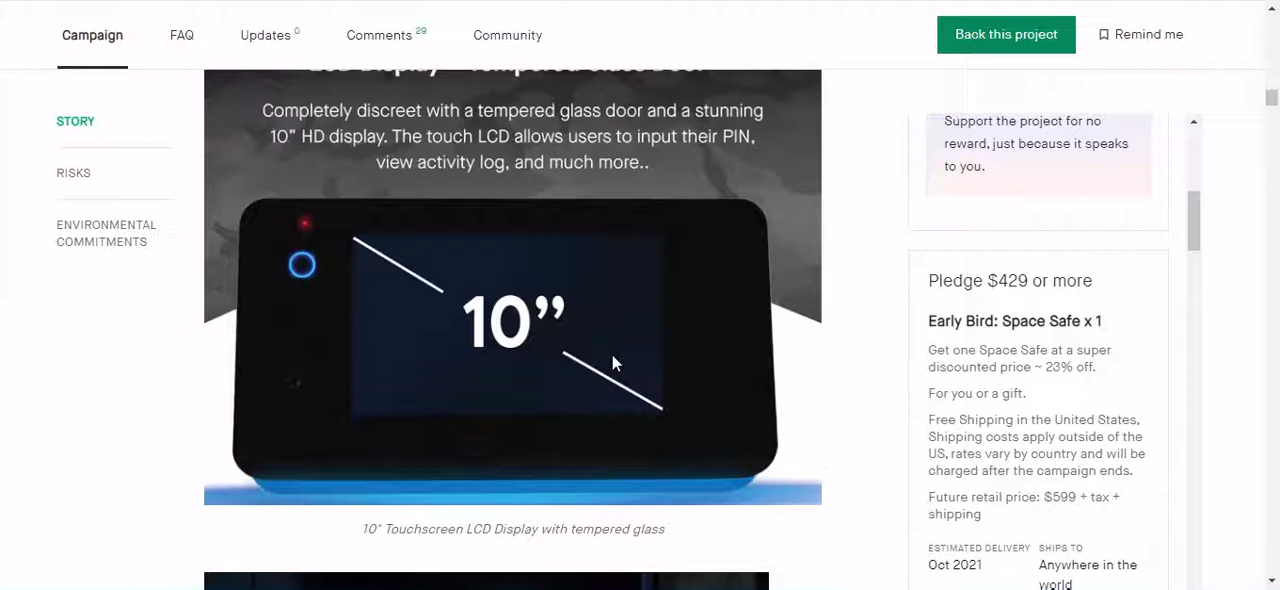 Campaign
FAQ
Updates 0
Comments 29
Community
Back this project
Remind me
STORY
RISKS
ENVIRONMENTAL
COMMITMENTS
LCD Display - Tempered Glass Door
Completely discreet with a tempered glass door and a stunning
10” HD display. The touch LCD allows users to input their PIN,
view activity log, and much more..
10”
10" Touchscreen LCD Display with tempered glass
Support the project for no
reward, just because it speaks
to you.
Pledge $429 or more
Early Bird: Space Safe x 1
Get one Space Safe at a super
discounted price ~ 23% off.
For you or a gift.
Free Shipping in the United States,
Shipping costs apply outside of the
US, rates vary by country and will be
charged after the campaign ends.
Future retail price: $599 + tax +
shipping
ESTIMATED DELIVERY
Oct 2021
SHIPS TO
Anywhere in the
world